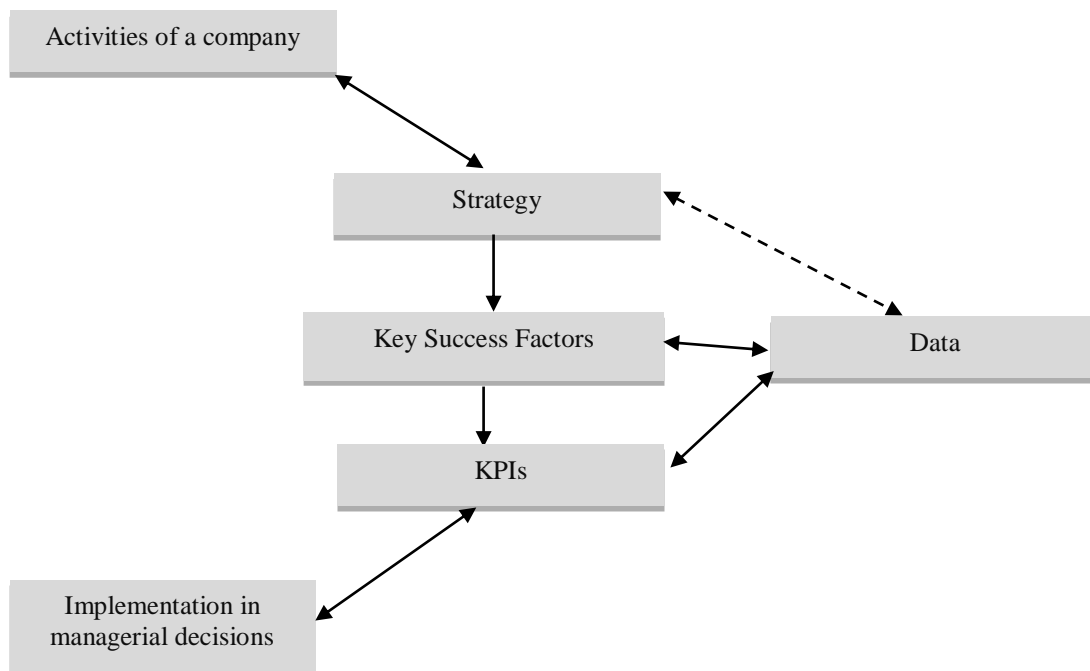 Activities of a company
Strategy
Key Success Factors
Data
KPIs
Implementation in
managerial decisions